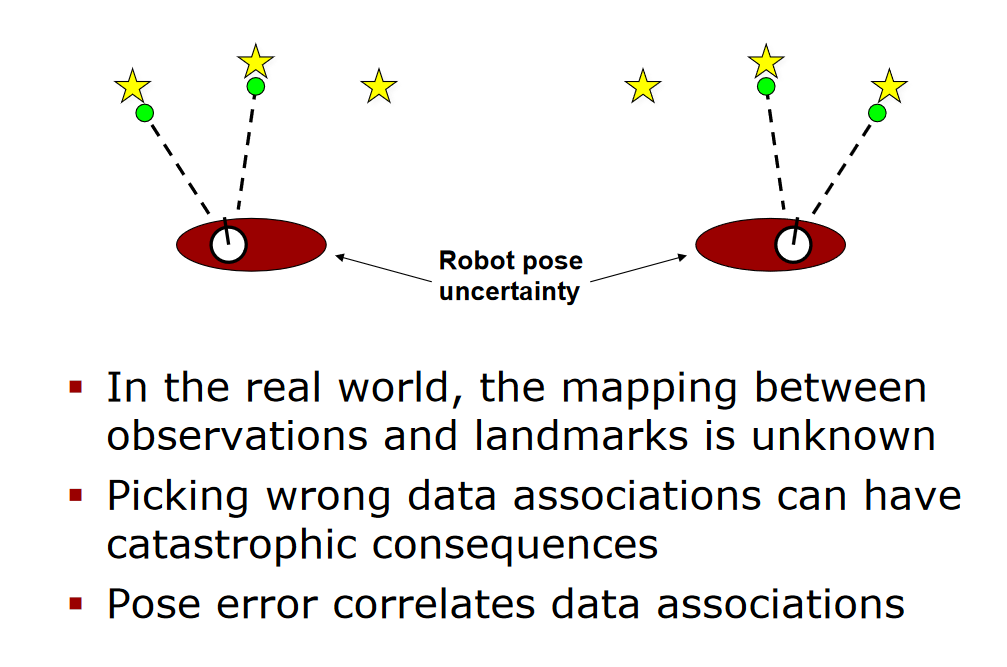 Robot pose
uncertainty
In the real world, the mapping between
observations and landmarks is unknown
Picking wrong data associations can have
catastrophic consequences
Pose error correlates data associations